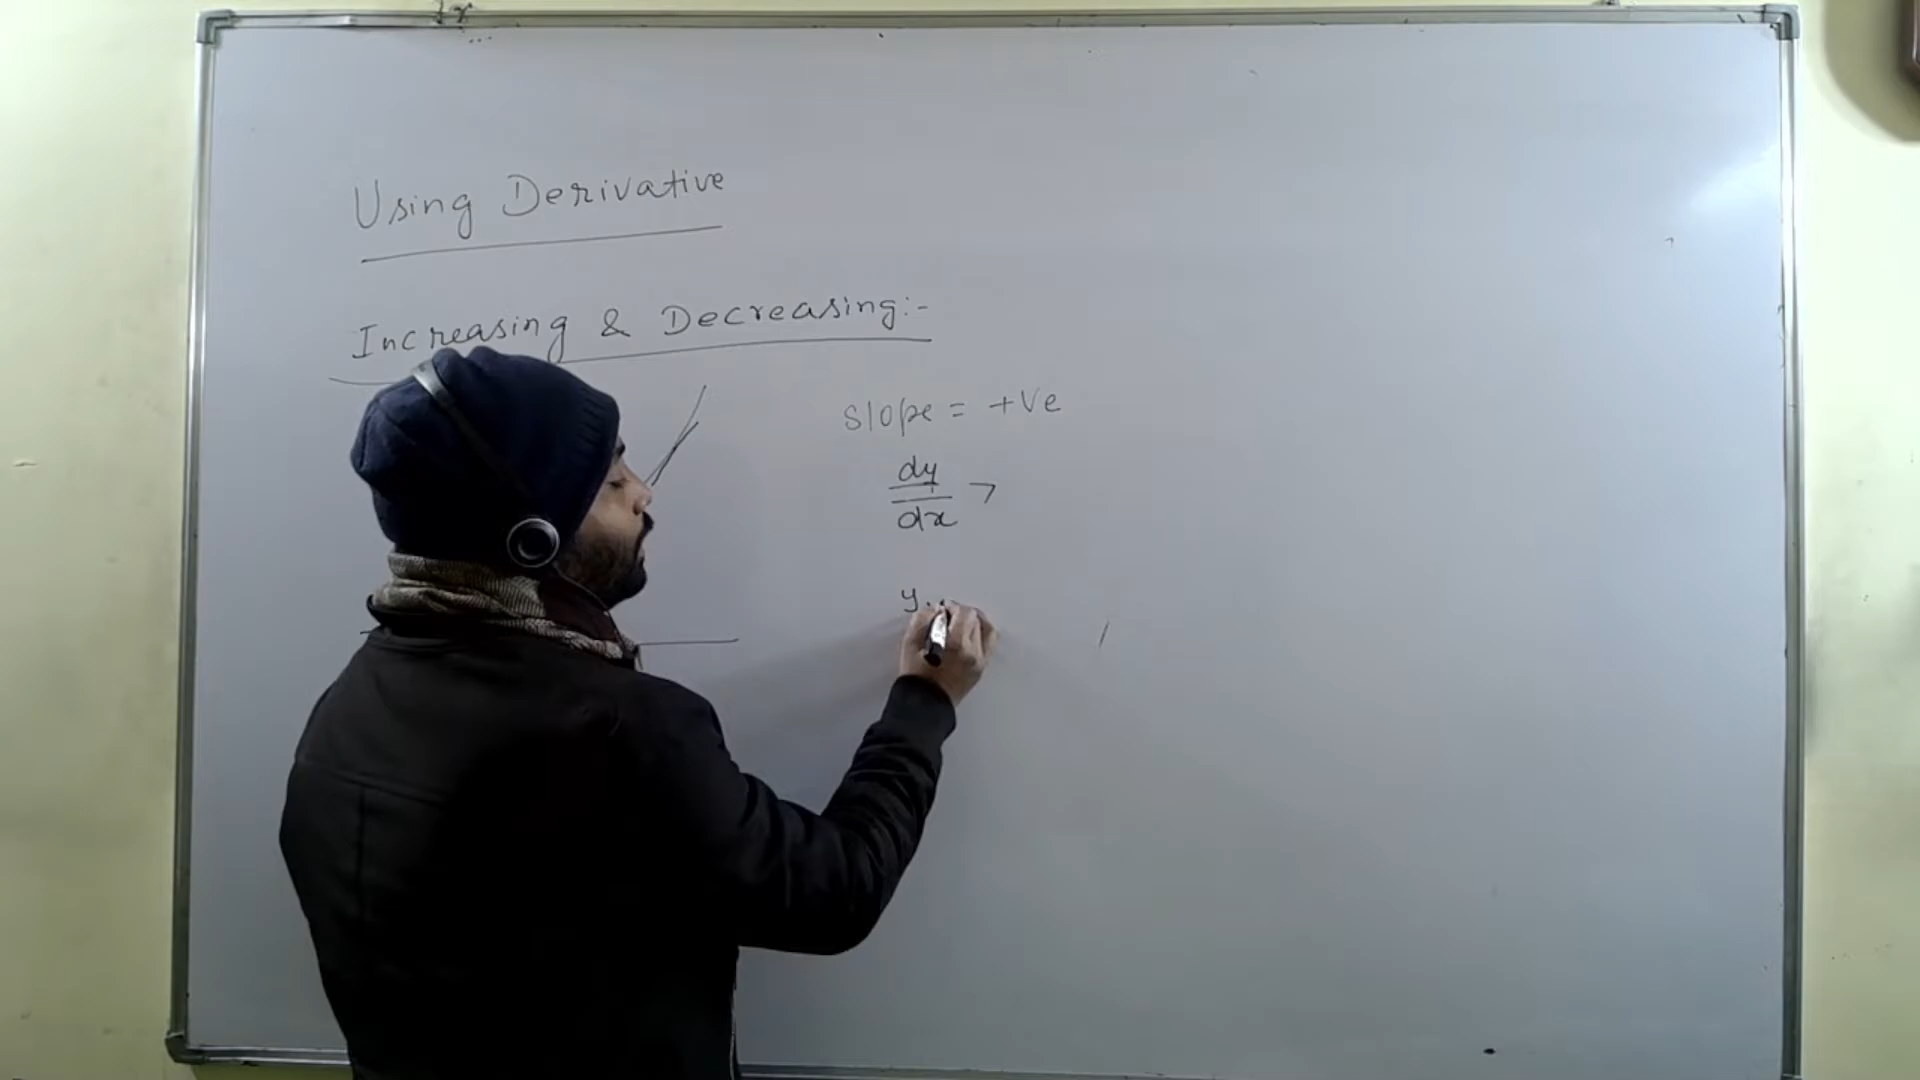 Using Derivative
Increasing & Decreasing:-
slope = +ve
dy
dx >
y